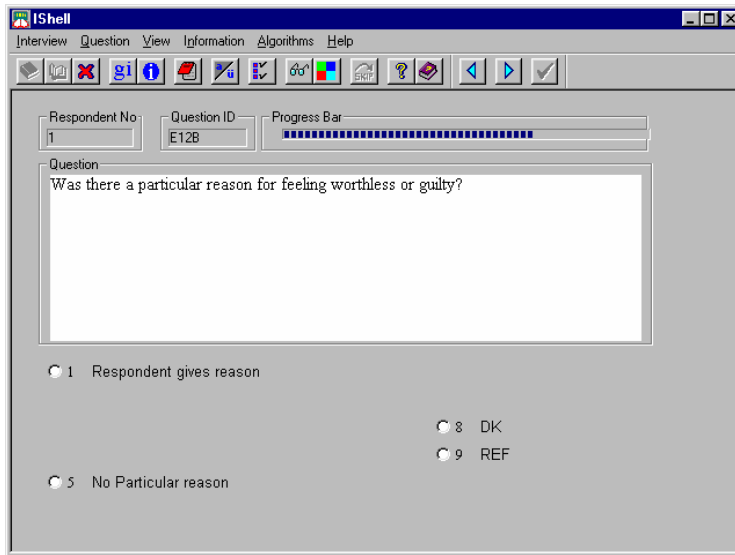 IShell
Interview Question View Information Algorithms Help
gi i a/ü SKIP ?
Respondent No Question ID Progress Bar
1 E12B
Question
Was there a particular reason for feeling worthless or guilty?
1 Respondent gives reason
8 DK
9 REF
5 No Particular reason